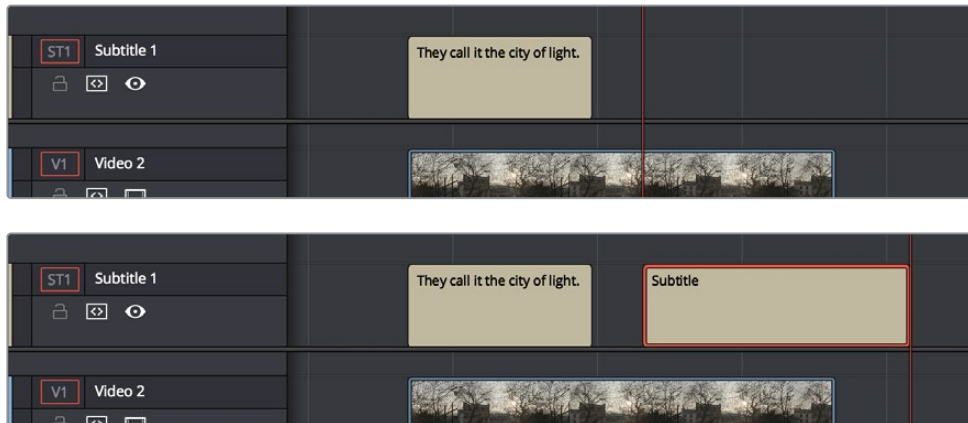 ST1 Subtitle 1
They call it the city of light.
V1 Video 2
ST1 Subtitle 1
They call it the city of light.
Subtitle
V1 Video 2